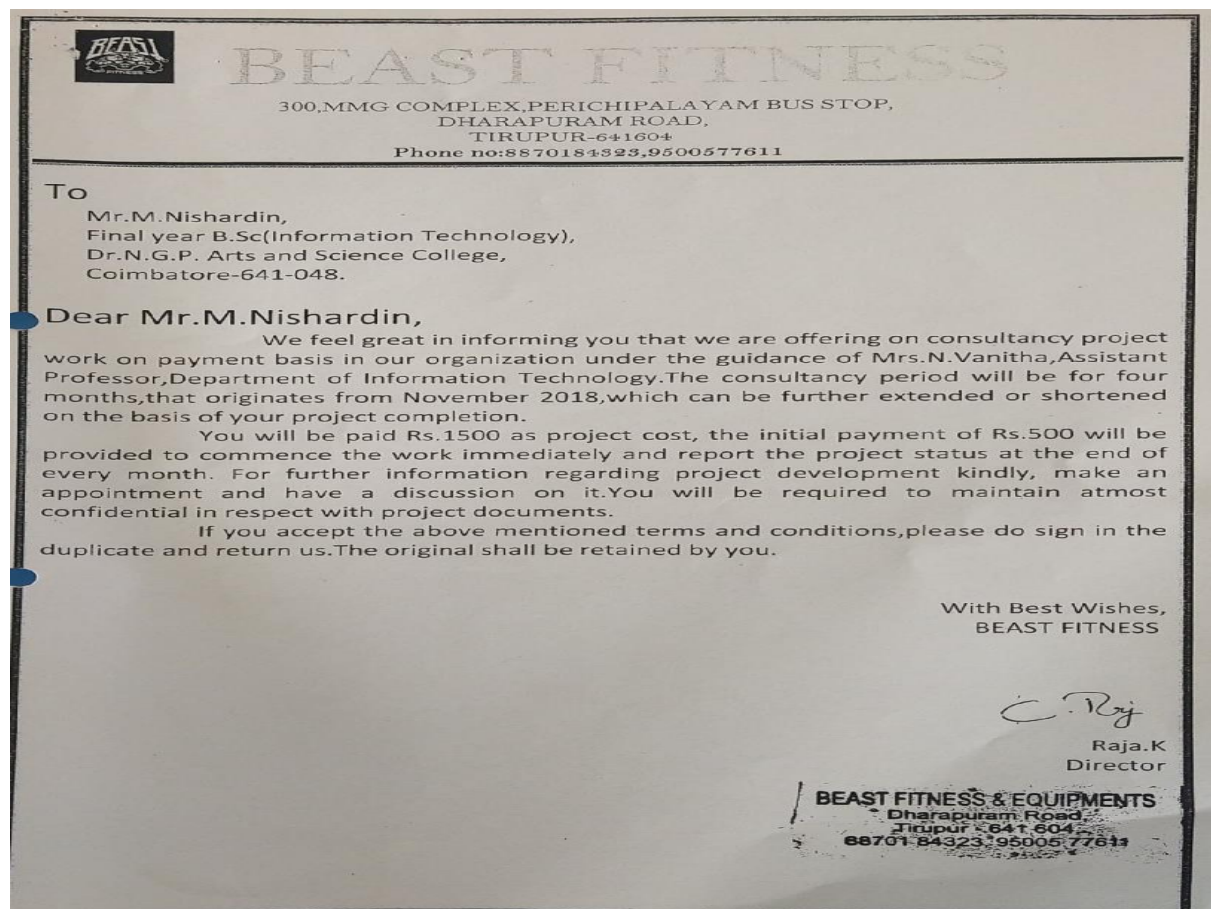 BEAST
FITNESS
BEAST FITNESS
300,MMG COMPLEX,PERICHIPALAYAM BUS STOP,
DHARAPURAM ROAD,
TIRUPUR-641604
Phone no:8870184323,9500577611
To
Mr.M.Nishardin,
Final year B.Sc(Information Technology),
Dr.N.G.P. Arts and Science College,
Coimbatore-641-048.
Dear Mr.M.Nishardin,
We feel great in informing you that we are offering on consultancy project
work on payment basis in our organization under the guidance of Mrs.N.Vanitha,Assistant
Professor,Department of Information Technology.The consultancy period will be for four
months,that originates from November 2018,which can be further extended or shortened
on the basis of your project completion.
You will be paid Rs.1500 as project cost, the initial payment of Rs.500 will be
provided to commence the work immediately and report the project status at the end of
every month. For further information regarding project development kindly, make an
appointment and have a discussion on it.You will be required to maintain atmost
confidential in respect with project documents.
If you accept the above mentioned terms and conditions,please do sign in the
duplicate and return us.The original shall be retained by you.
With Best Wishes,
BEAST FITNESS
Raja.K
Director
BEAST FITNESS & EQUIPMENTS
Dharapuram Road,
Tirupur - 641 604
88701 84323, 95005 77611